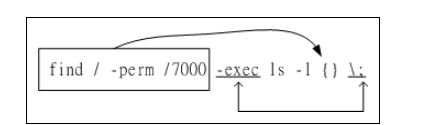 find / -perm /7000 -exec ls -l {} \;